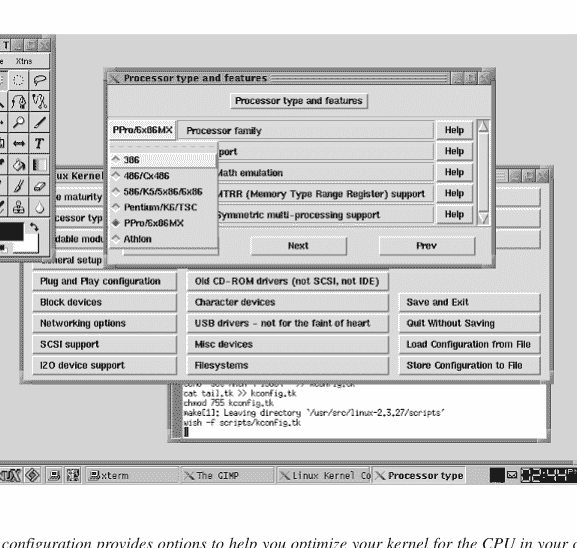 T
e Xtns
Processor type and features
Processor type and features
PPro/6x86MX Processor family Help
386 port Help
486/Cx486 Math emulation Help
586/K5/5x86/6x86 MTRR (Memory Type Range Register) support Help
Pentium/K6/TSC Symmetric multi-processing support Help
PPro/6x86MX
Athlon Next Prev
ux Kernel
e maturity
cessor typ
dable modu
eneral setup
Plug and Play configuration Old CD-ROM drivers (not SCSI, not IDE)
Block devices Character devices Save and Exit
Networking options USB drivers - not for the faint of heart Quit Without Saving
SCSI support Misc devices Load Configuration from File
I2O device support Filesystems Store Configuration to File
cat tail.tk >> kconfig.tk
chmod 755 kconfig.tk
make[1]: Leaving directory `/usr/src/linux-2.3.27/scripts'
wish -f scripts/kconfig.tk
xterm The GIMP Linux Kernel Co Processor type 02:44 PM
configuration provides options to help you optimize your kernel for the CPU in your